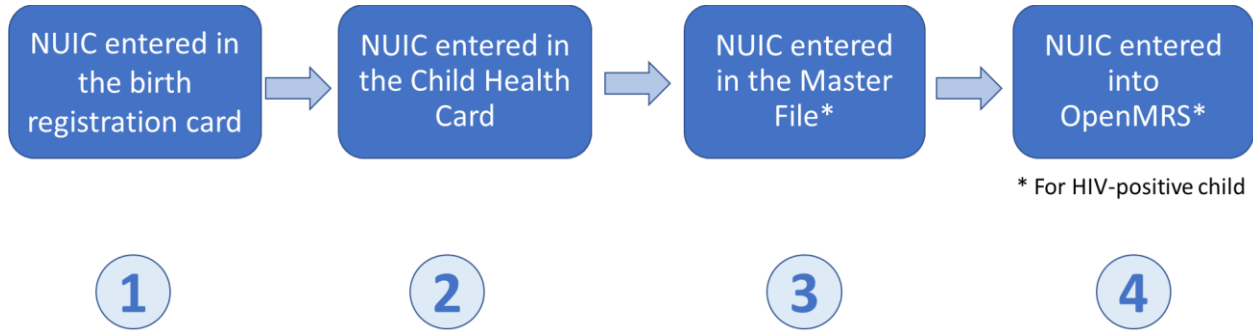 NUIC entered in
the birth
registration card
NUIC entered in
the Child Health
Card
NUIC entered
in the Master
File*
NUIC entered
into
OpenMRS*
* For HIV-positive child
1
2
3
4